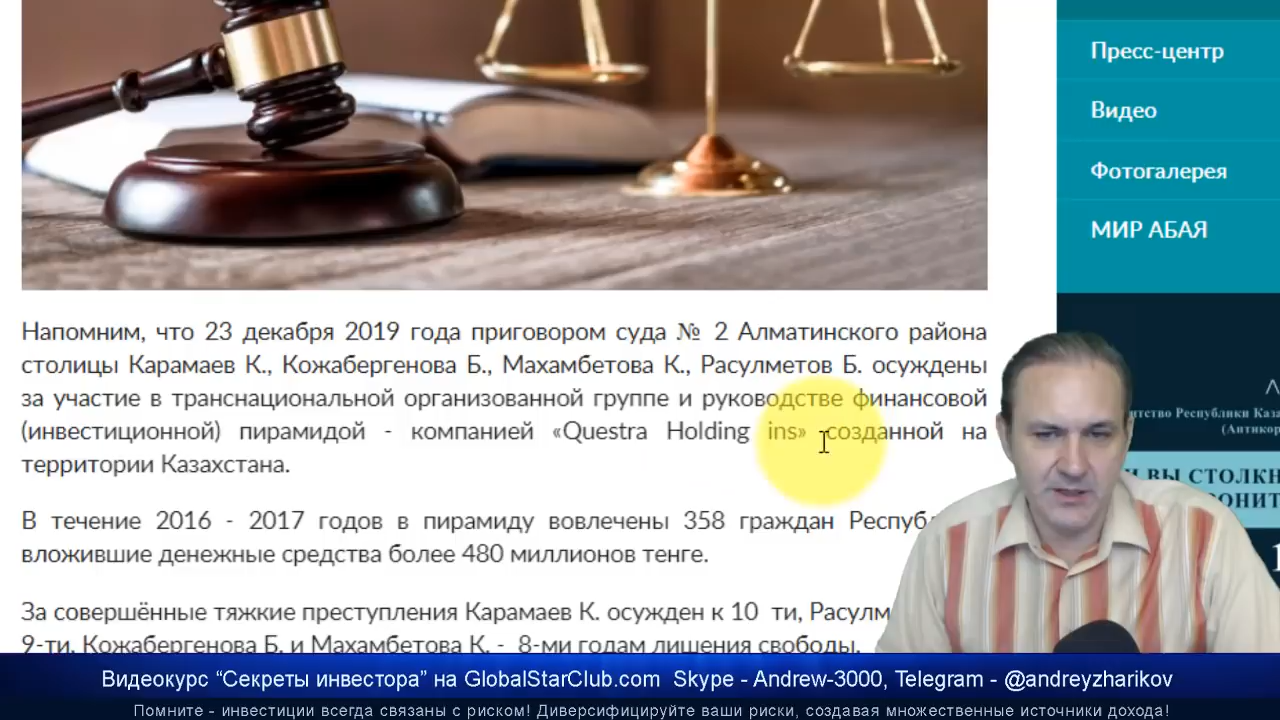 Пресс-центр
Видео
Фотогалерея
МИР АБАЯ
Напомним, что 23 декабря 2019 года приговором суда № 2 Алматинского района
столицы Карамаев К., Кожабергенова Б., Махамбетова К., Расулметов Б. осуждены
за участие в транснациональной организованной группе и руководстве финансовой
(инвестиционной) пирамидой - компанией «Questra Holding ins» созданной на
территории Казахстана.
В течение 2016 - 2017 годов в пирамиду вовлечены 358 граждан
вложившие денежные средства более 480 миллионов тенге.
За совершённые тяжкие преступления Карамаев К. осужден к 10 ти,
9-ти, Кожабергенова Б. и Махамбетова К. - 8-ми годам лишения свободы.
Республики
(Антикор
ВЫ
Видеокурс “Секреты инвестора” на GlobalStarClub.com Skype - Andrew-3000, Telegram - @andreyzharikov
Помните - инвестиции всегда связаны с риском! Диверсифицируйте ваши риски, создавая множественные источники дохода!